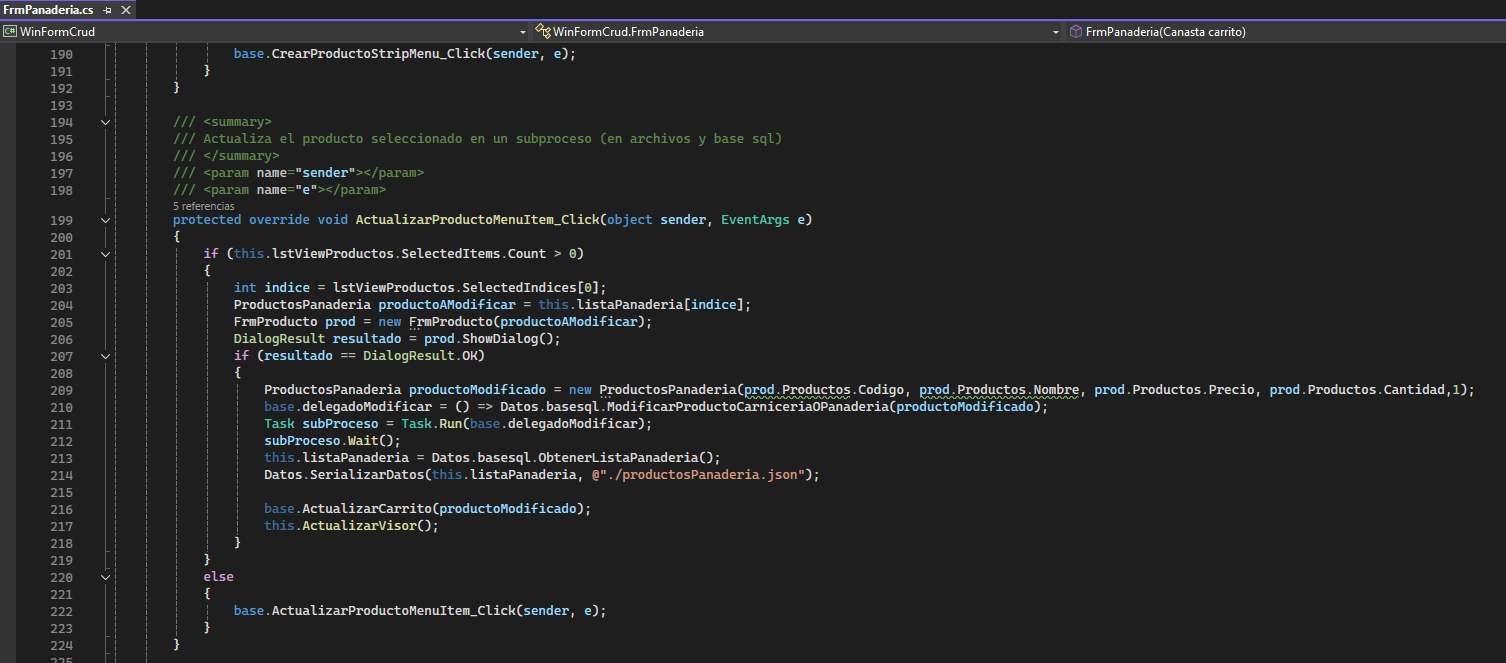 FrmPanaderia.cs
C# WinFormCrud WinFormCrud.FrmPanaderia FrmPanaderia(Canasta carrito)
190 base.CrearProductoStripMenu_Click(sender, e);
191 }
192 }
193
194 /// <summary>
195 /// Actualiza el producto seleccionado en un subproceso (en archivos y base sql)
196 /// </summary>
197 /// <param name="sender"></param>
198 /// <param name="e"></param>
5 referencias
199 protected override void ActualizarProductoMenuItem_Click(object sender, EventArgs e)
200 {
201 if (this.lstViewProductos.SelectedItems.Count > 0)
202 {
203 int indice = lstViewProductos.SelectedIndices[0];
204 ProductosPanaderia productoAModificar = this.listaPanaderia[indice];
205 FrmProducto prod = new FrmProducto(productoAModificar);
206 DialogResult resultado = prod.ShowDialog();
207 if (resultado == DialogResult.OK)
208 {
209 ProductosPanaderia productoModificado = new ProductosPanaderia(prod.Productos.Codigo, prod.Productos.Nombre, prod.Productos.Precio, prod.Productos.Cantidad,1);
210 base.delegadoModificar = () => Datos.basesql.ModificarProductoCarniceriaOPanaderia(productoModificado);
211 Task subProceso = Task.Run(base.delegadoModificar);
212 subProceso.Wait();
213 this.listaPanaderia = Datos.basesql.ObtenerListaPanaderia();
214 Datos.SerializarDatos(this.listaPanaderia, @"./productosPanaderia.json");
215
216 base.ActualizarCarrito(productoModificado);
217 this.ActualizarVisor();
218 }
219 }
220 else
221 {
222 base.ActualizarProductoMenuItem_Click(sender, e);
223 }
224 }
225